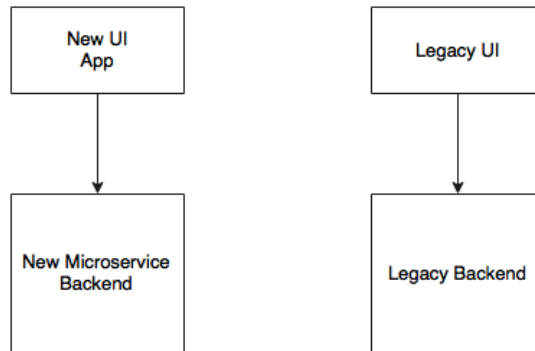 New UI
App
Legacy UI
New Microservice
Backend
Legacy Backend